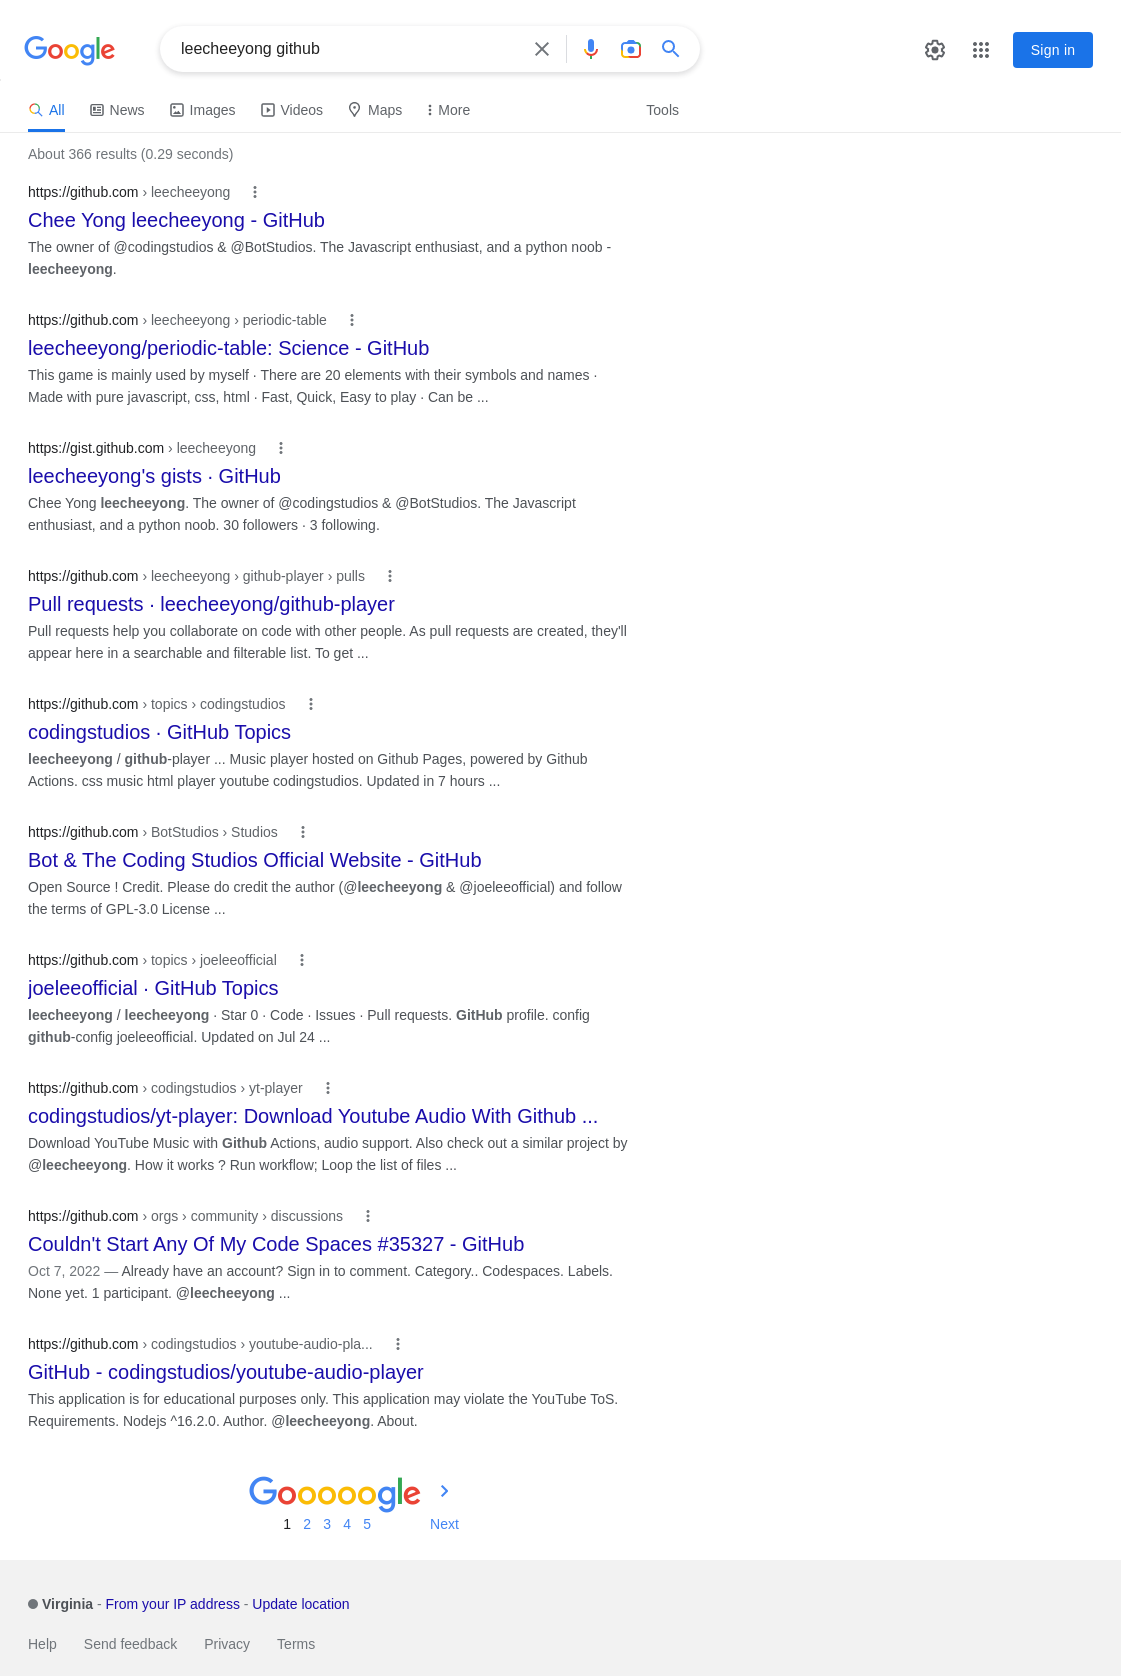 Google
leecheeyong github
Sign in
All News Images Videos Maps More Tools
About 366 results (0.29 seconds)
https://github.com › leecheeyong
Chee Yong leecheeyong - GitHub
The owner of @codingstudios & @BotStudios. The Javascript enthusiast, and a python noob -
leecheeyong.
https://github.com › leecheeyong › periodic-table
leecheeyong/periodic-table: Science - GitHub
This game is mainly used by myself · There are 20 elements with their symbols and names ·
Made with pure javascript, css, html · Fast, Quick, Easy to play · Can be ...
https://gist.github.com › leecheeyong
leecheeyong's gists · GitHub
Chee Yong leecheeyong. The owner of @codingstudios & @BotStudios. The Javascript
enthusiast, and a python noob. 30 followers · 3 following.
https://github.com › leecheeyong › github-player › pulls
Pull requests · leecheeyong/github-player
Pull requests help you collaborate on code with other people. As pull requests are created, they'll
appear here in a searchable and filterable list. To get ...
https://github.com › topics › codingstudios
codingstudios · GitHub Topics
leecheeyong / github-player ... Music player hosted on Github Pages, powered by Github
Actions. css music html player youtube codingstudios. Updated in 7 hours ...
https://github.com › BotStudios › Studios
Bot & The Coding Studios Official Website - GitHub
Open Source ! Credit. Please do credit the author (@leecheeyong & @joeleeofficial) and follow
the terms of GPL-3.0 License ...
https://github.com › topics › joeleeofficial
joeleeofficial · GitHub Topics
leecheeyong / leecheeyong · Star 0 · Code · Issues · Pull requests. GitHub profile. config
github-config joeleeofficial. Updated on Jul 24 ...
https://github.com › codingstudios › yt-player
codingstudios/yt-player: Download Youtube Audio With Github ...
Download YouTube Music with Github Actions, audio support. Also check out a similar project by
@leecheeyong. How it works ? Run workflow; Loop the list of files ...
https://github.com › orgs › community › discussions
Couldn't Start Any Of My Code Spaces #35327 - GitHub
Oct 7, 2022 — Already have an account? Sign in to comment. Category.. Codespaces. Labels.
None yet. 1 participant. @leecheeyong ...
https://github.com › codingstudios › youtube-audio-pla...
GitHub - codingstudios/youtube-audio-player
This application is for educational purposes only. This application may violate the YouTube ToS.
Requirements. Nodejs ^16.2.0. Author. @leecheeyong. About.
Gooooogle
1 2 3 4 5 Next
Virginia - From your IP address - Update location
Help Send feedback Privacy Terms